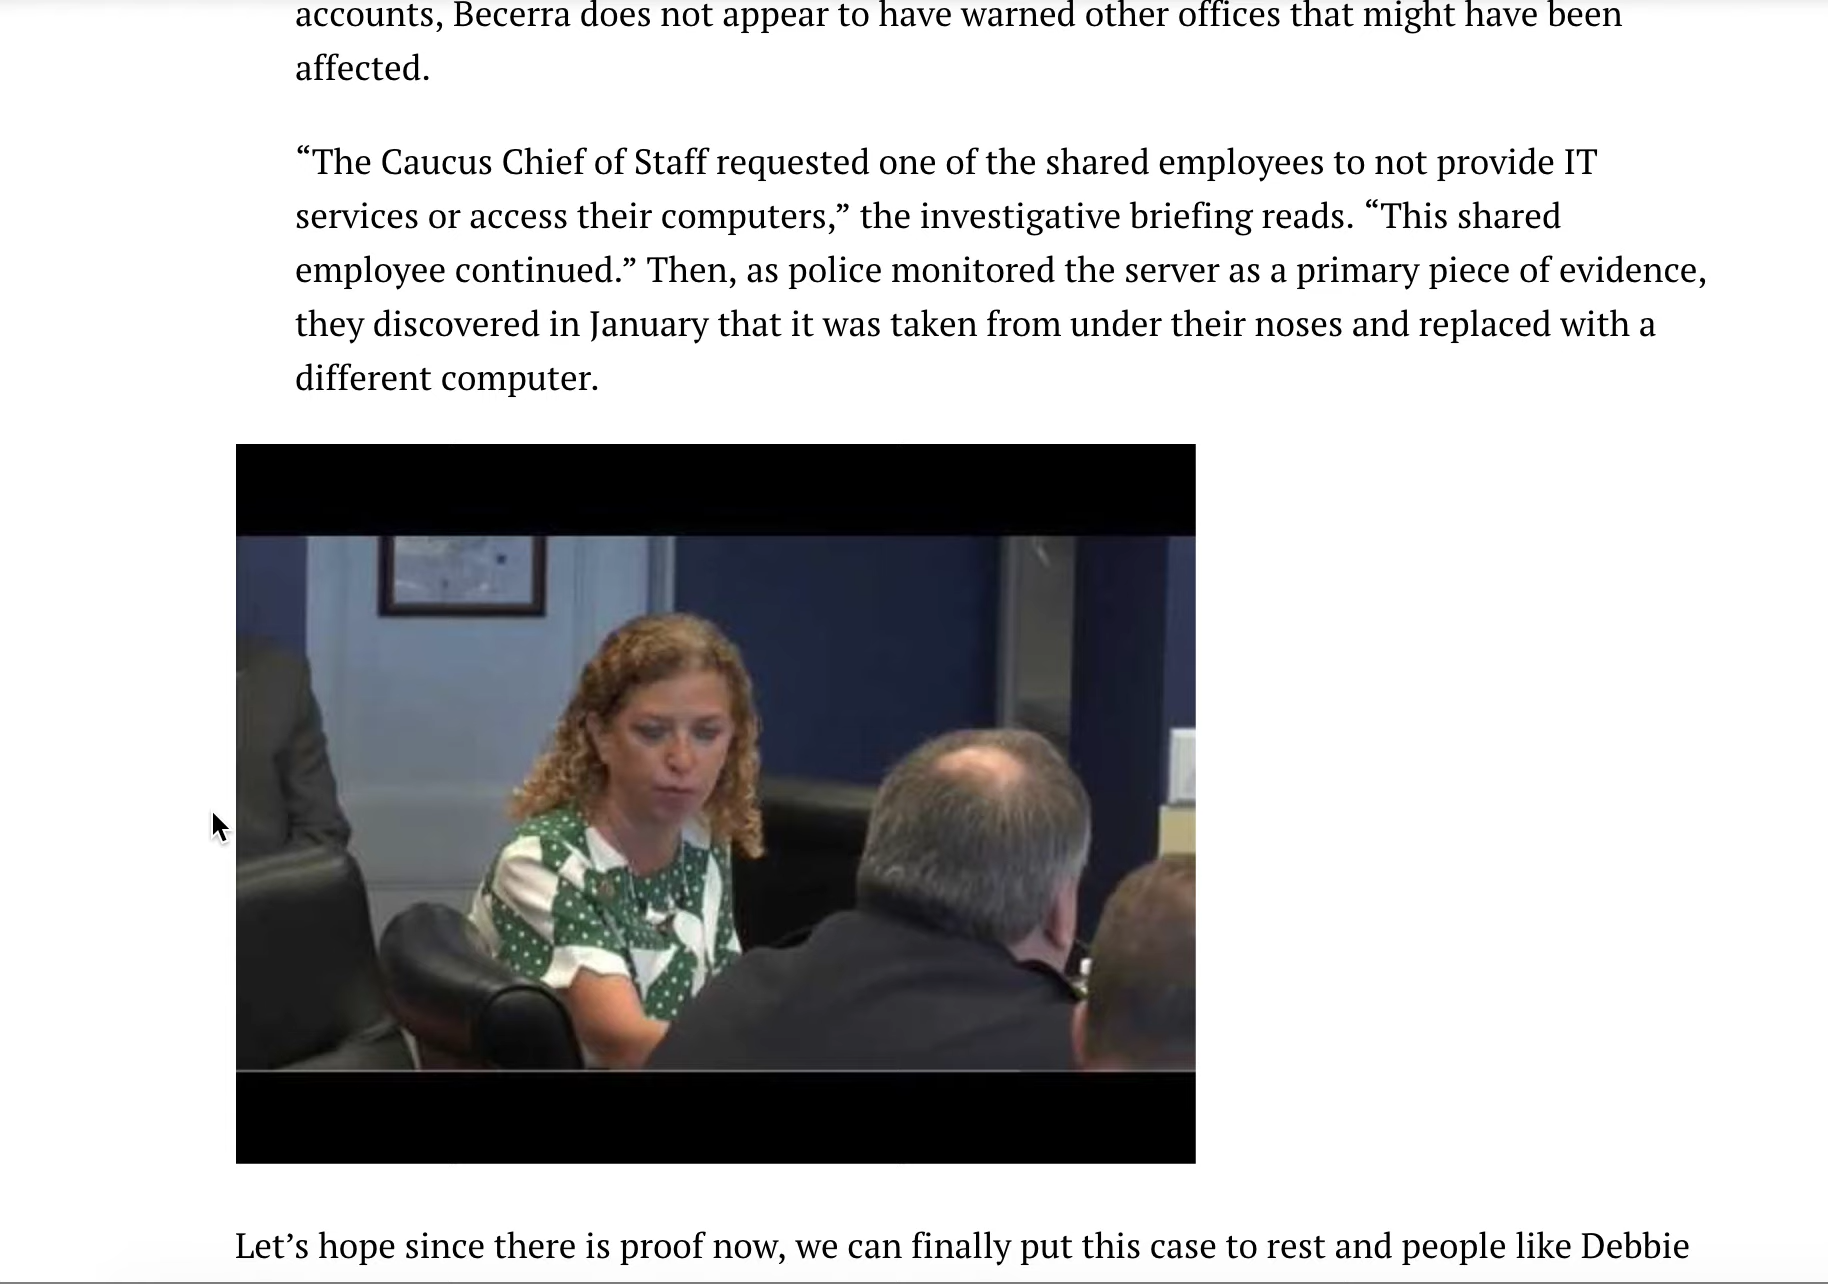 accounts, Becerra does not appear to have warned other offices that might have been
affected.
“The Caucus Chief of Staff requested one of the shared employees to not provide IT
services or access their computers,” the investigative briefing reads. “This shared
employee continued.” Then, as police monitored the server as a primary piece of evidence,
they discovered in January that it was taken from under their noses and replaced with a
different computer.
Let’s hope since there is proof now, we can finally put this case to rest and people like Debbie